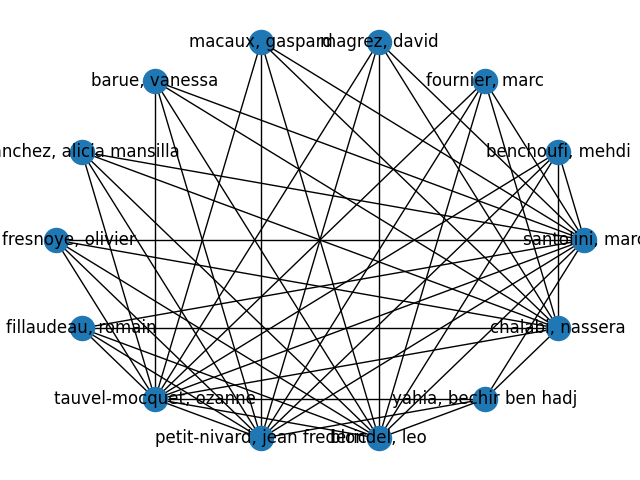 macaux, gaspard
magrez, david
barue, vanessa
fournier, marc
anchez, alicia mansilla
benchoufi, mehdi
fresnoye, olivier
santolini, marc
fillaudeau, romain
chalabi, nassera
tauvel-mocquet, ozanne
yahia, bechir ben hadj
petit-nivard, jean frederic
blondel, leo